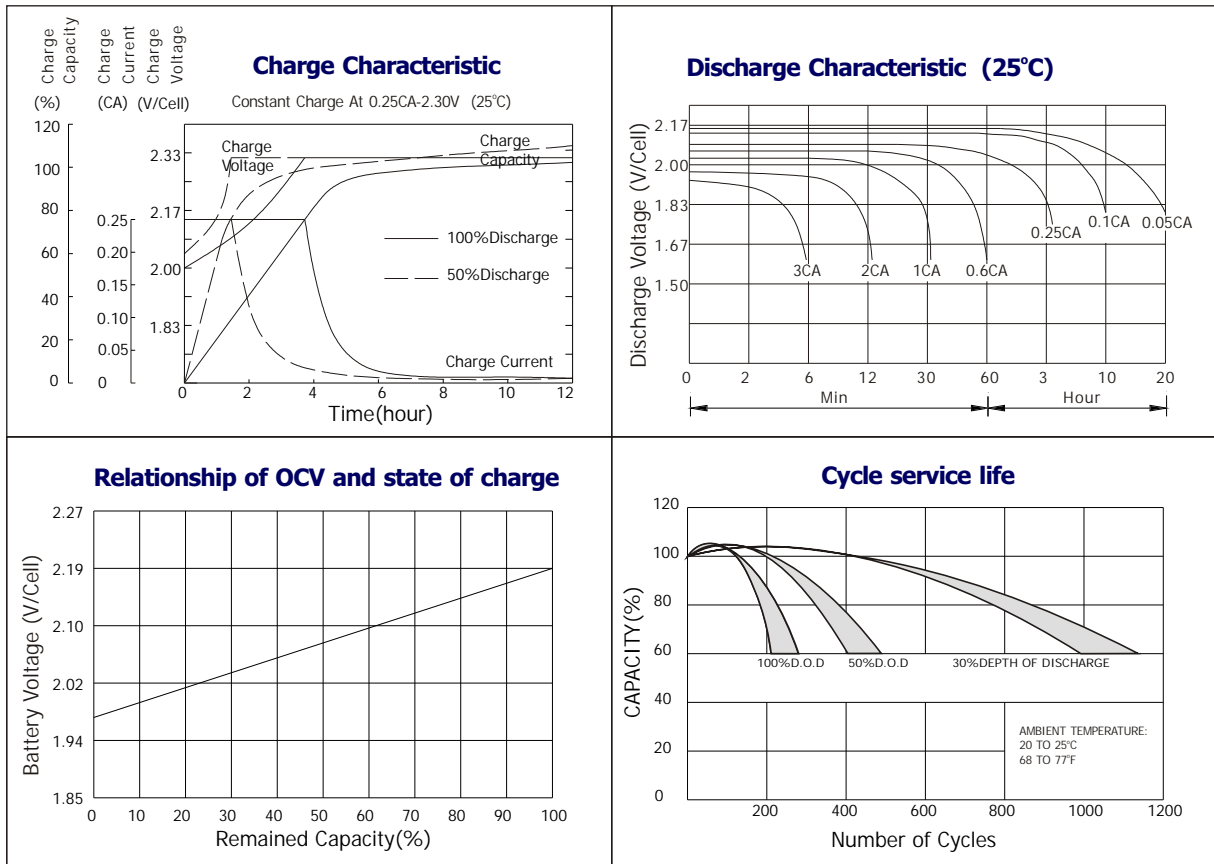 Charge Capacity
Charge Current
Charge Voltage
(%) (CA) (V/Cell)
Charge Characteristic
Constant Charge At 0.25CA-2.30V (25°C)
120
100
80
60
40
20
0
0.25
0.20
0.15
0.10
0.05
0
2.33
2.17
2.00
1.83
Charge Voltage
Charge Capacity
100%Discharge
50%Discharge
Charge Current
0 2 4 6 8 10 12
Time(hour)
Discharge Characteristic (25°C)
Discharge Voltage (V/Cell)
2.17
2.00
1.83
1.67
1.50
3CA 2CA 1CA 0.6CA 0.25CA 0.1CA 0.05CA
0 2 6 12 30 60 3 10 20
Min Hour
Relationship of OCV and state of charge
Battery Voltage (V/Cell)
2.27
2.19
2.10
2.02
1.94
1.85
0 10 20 30 40 50 60 70 80 90 100
Remained Capacity(%)
Cycle service life
CAPACITY(%)
120
100
80
60
40
20
0
100%D.O.D 50%D.O.D 30%DEPTH OF DISCHARGE
AMBIENT TEMPERATURE:
20 TO 25°C
68 TO 77°F
200 400 600 800 1000 1200
Number of Cycles